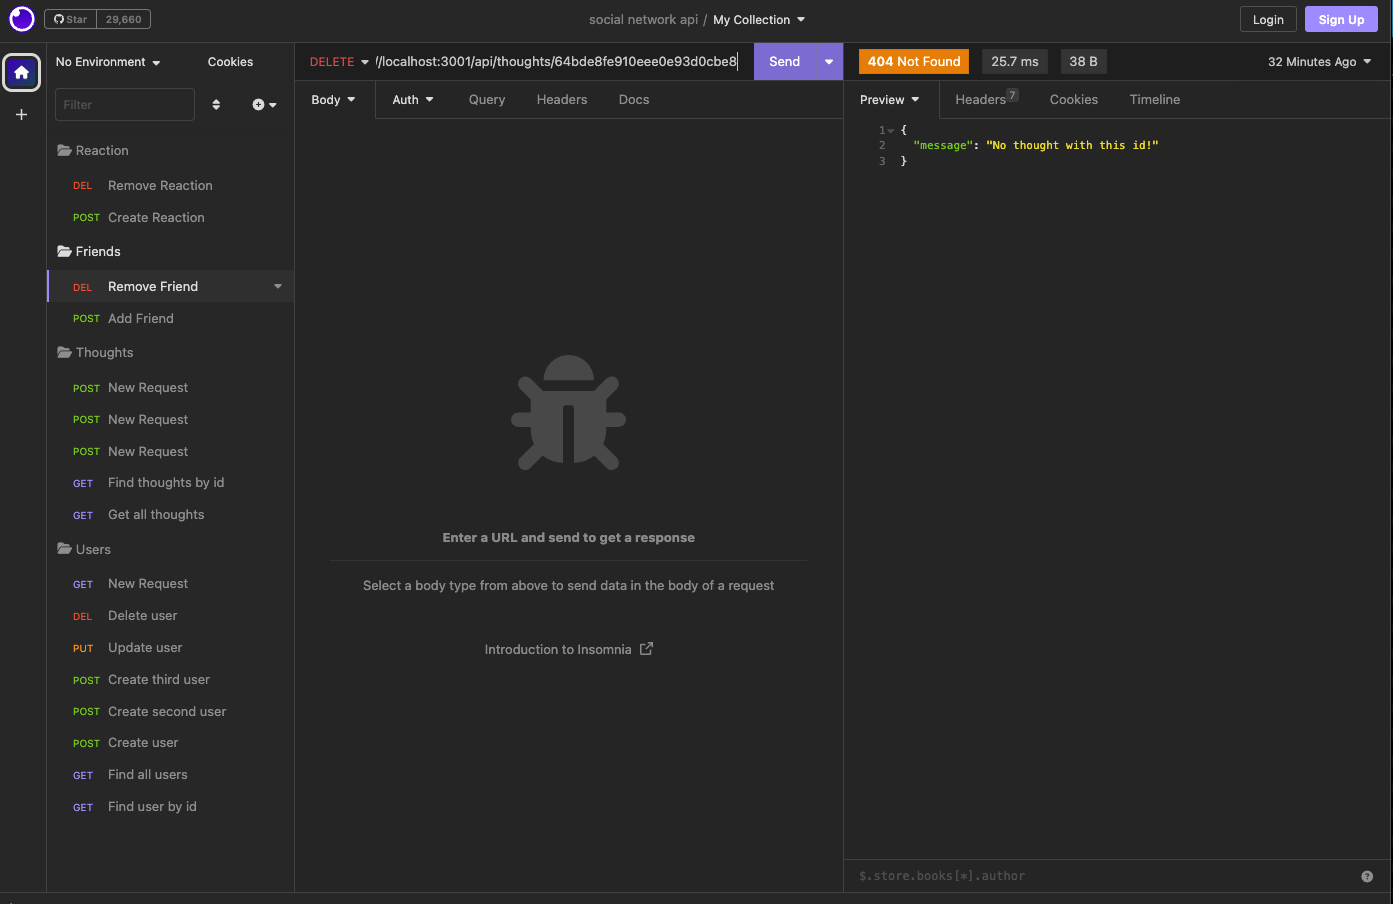 Star 29,660
social network api / My Collection
Login
Sign Up
No Environment
Cookies
DELETE //localhost:3001/api/thoughts/64bde8fe910eee0e93d0cbe8
Send
404 Not Found
25.7 ms
38 B
32 Minutes Ago
Filter
Body
Auth
Query
Headers
Docs
Preview
Headers 7
Cookies
Timeline
1 {
2 "message": "No thought with this id!"
3 }
Reaction
DEL Remove Reaction
POST Create Reaction
Friends
DEL Remove Friend
POST Add Friend
Thoughts
POST New Request
POST New Request
POST New Request
GET Find thoughts by id
GET Get all thoughts
Users
GET New Request
DEL Delete user
PUT Update user
POST Create third user
POST Create second user
POST Create user
GET Find all users
GET Find user by id
Enter a URL and send to get a response
Select a body type from above to send data in the body of a request
Introduction to Insomnia
$.store.books[*].author